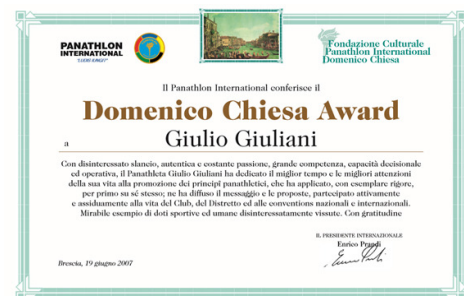 PANATHLON
INTERNATIONAL
"LUDIS IUNGIT"
Fondazione Culturale
Panathlon International
Domenico Chiesa
Il Panathlon International conferisce il
Domenico Chiesa Award
a Giulio Giuliani
Con disinteressato slancio, autentica e costante passione, grande competenza, capacità decisionale
ed operativa, il Panathleta Giulio Giuliani ha dedicato il miglior tempo e le migliori attenzioni
della sua vita alla promozione dei principi panathletici, che ha applicato, con esemplare rigore,
per primo su sé stesso; ne ha diffuso il messaggio e le proposte, partecipato attivamente
e assiduamente alla vita del Club, del Distretto ed alle conventions nazionali e internazionali.
Mirabile esempio di doti sportive ed umane disinteressatamente vissute. Con gratitudine
IL PRESIDENTE INTERNAZIONALE
Enrico Prandi
Brescia, 19 giugno 2007